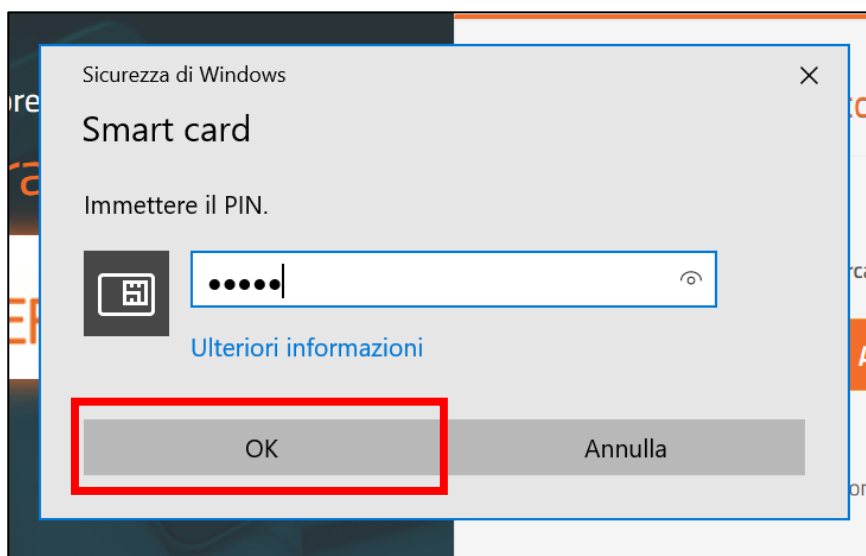 Sicurezza di Windows
Smart card
Immettere il PIN.
•••••
Ulteriori informazioni
OK
Annulla